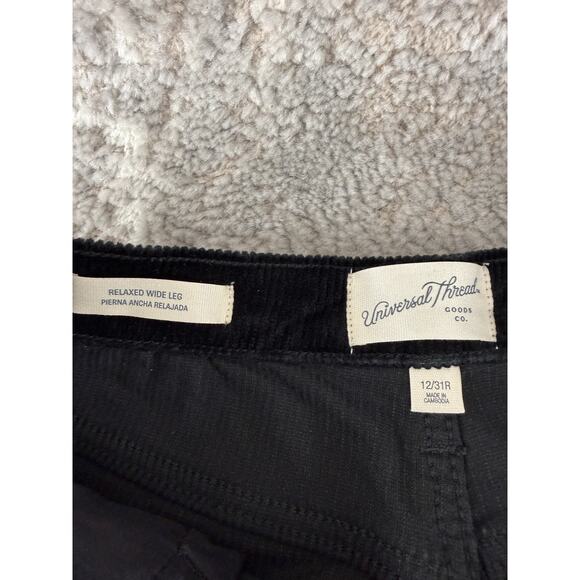 RELAXED WIDE LEG
PIERNA ANCHA RELAJADA
Universal Thread
GOODS
CO.
12/31R
MADE IN
CAMBODIA